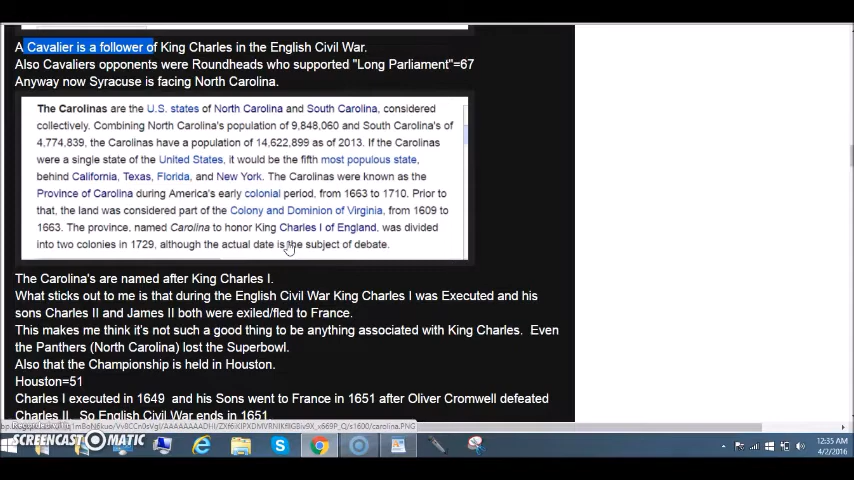 A Cavalier is a follower of King Charles in the English Civil War.
Also Cavaliers opponents were Roundheads who supported "Long Parliament"=67
Anyway now Syracuse is facing North Carolina.
The Carolinas are the U.S. states of North Carolina and South Carolina, considered
collectively. Combining North Carolina's population of 9,848,060 and South Carolina's of
4,774,839, the Carolinas have a population of 14,622,899 as of 2013. If the Carolinas
were a single state of the United States, it would be the fifth most populous state,
behind California, Texas, Florida, and New York. The Carolinas were known as the
Province of Carolina during America's early colonial period, from 1663 to 1710. Prior to
that, the land was considered part of the Colony and Dominion of Virginia, from 1609 to
1663. The province, named Carolina to honor King Charles I of England, was divided
into two colonies in 1729, although the actual date is the subject of debate.
The Carolina's are named after King Charles I.
What sticks out to me is that during the English Civil War King Charles I was Executed and his
sons Charles II and James II both were exiled/fled to France.
This makes me think it's not such a good thing to be anything associated with King Charles. Even
the Panthers (North Carolina) lost the Superbowl.
Also that the Championship is held in Houston.
Houston=51
Charles I executed in 1649 and his Sons went to France in 1651 after Oliver Cromwell defeated
Charles II. So English Civil War ends in 1651.
SCREENCAST MATIC
12:35 AM
4/2/2016